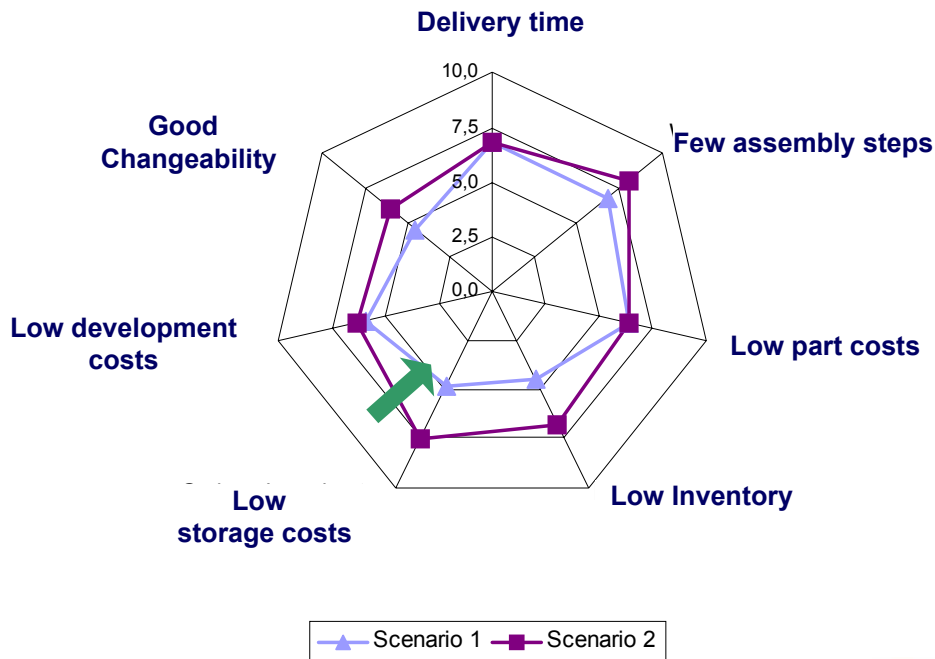 Delivery time
10,0
Good
Changeability
7,5
Few assembly steps
5,0
2,5
0,0
Low development
costs
Low part costs
Low Inventory
Low
storage costs
Scenario 1
Scenario 2